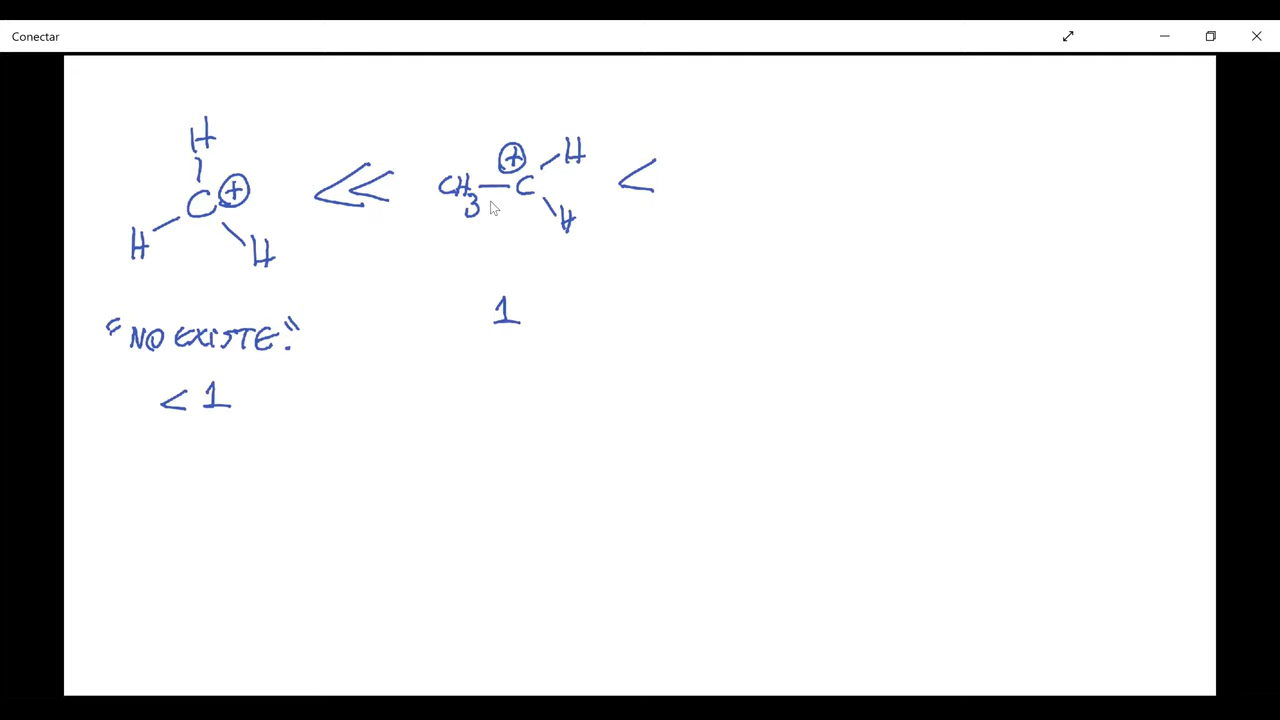 Conectar
H
C⊕ << CH3—C⊕ H <
H H H
1
"NO EXISTE."
< 1